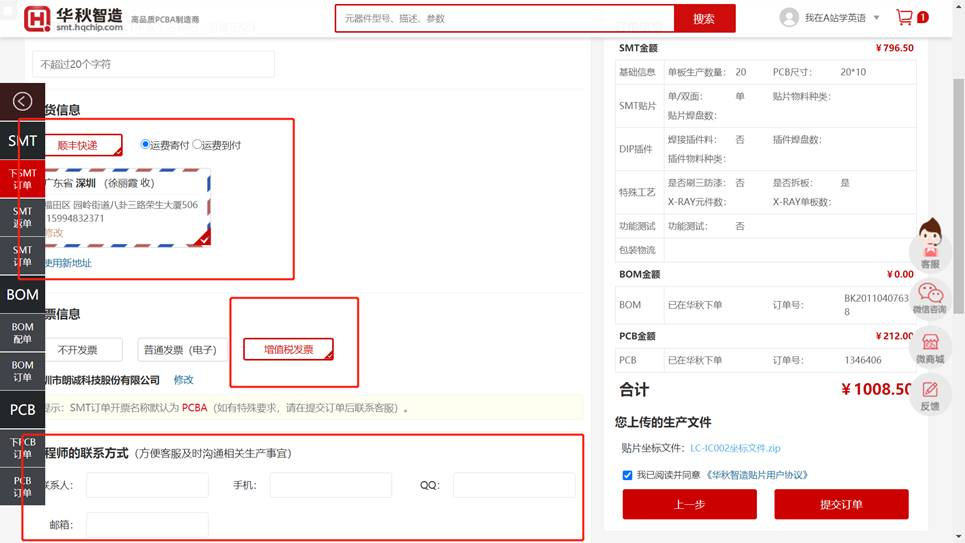 华秋智造
smt.hqchip.com
高品质PCBA制造商
元器件型号、描述、参数
搜索
我在A站学英语
1
不超过20个字符
SMT
下SMT
订单
SMT
返单
SMT
订单
BOM
BOM
配单
BOM
订单
PCB
下PCB
订单
PCB
订单
货信息
顺丰快递
运费寄付
运费到付
广东省 深圳 （徐丽霞 收）
福田区 园岭街道八卦三路荣生大厦506
15994832371
修改
使用新地址
票信息
不开发票
普通发票（电子）
增值税发票
圳市朗诚科技股份有限公司
修改
提示：SMT订单开票名称默认为 PCBA（如有特殊要求，请在提交订单后联系客服）。
程师的联系方式（方便客服及时沟通相关生产事宜）
联系人：
手机：
QQ：
邮箱：
SMT金额
￥796.50
基础信息
单板生产数量： 20
PCB尺寸： 20*10
SMT贴片
单/双面： 单
贴片物料种类：
贴片焊盘数：
DIP插件
焊接插件料： 否
插件焊盘数：
插件物料种类：
特殊工艺
是否刷三防漆： 否
是否拆板： 是
X-RAY元件数：
X-RAY单板数：
功能测试
功能测试： 否
包装物流
BOM金额
￥0.00
BOM
已在华秋下单
订单号：
BK2011040763
8
PCB金额
￥212.00
PCB
已在华秋下单
订单号：
1346406
合计
￥1008.50
您上传的生产文件
贴片坐标文件：LC-IC002坐标文件.zip
我已阅读并同意 《华秋智造贴片用户协议》
上一步
提交订单
客服
微信咨询
微商城
反馈